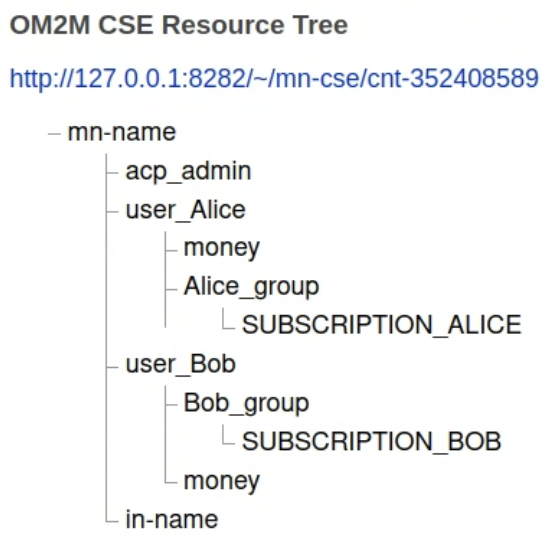 OM2M CSE Resource Tree
http://127.0.0.1:8282/~/mn-cse/cnt-352408589
mn-name
acp_admin
user_Alice
money
Alice_group
SUBSCRIPTION_ALICE
user_Bob
Bob_group
SUBSCRIPTION_BOB
money
in-name